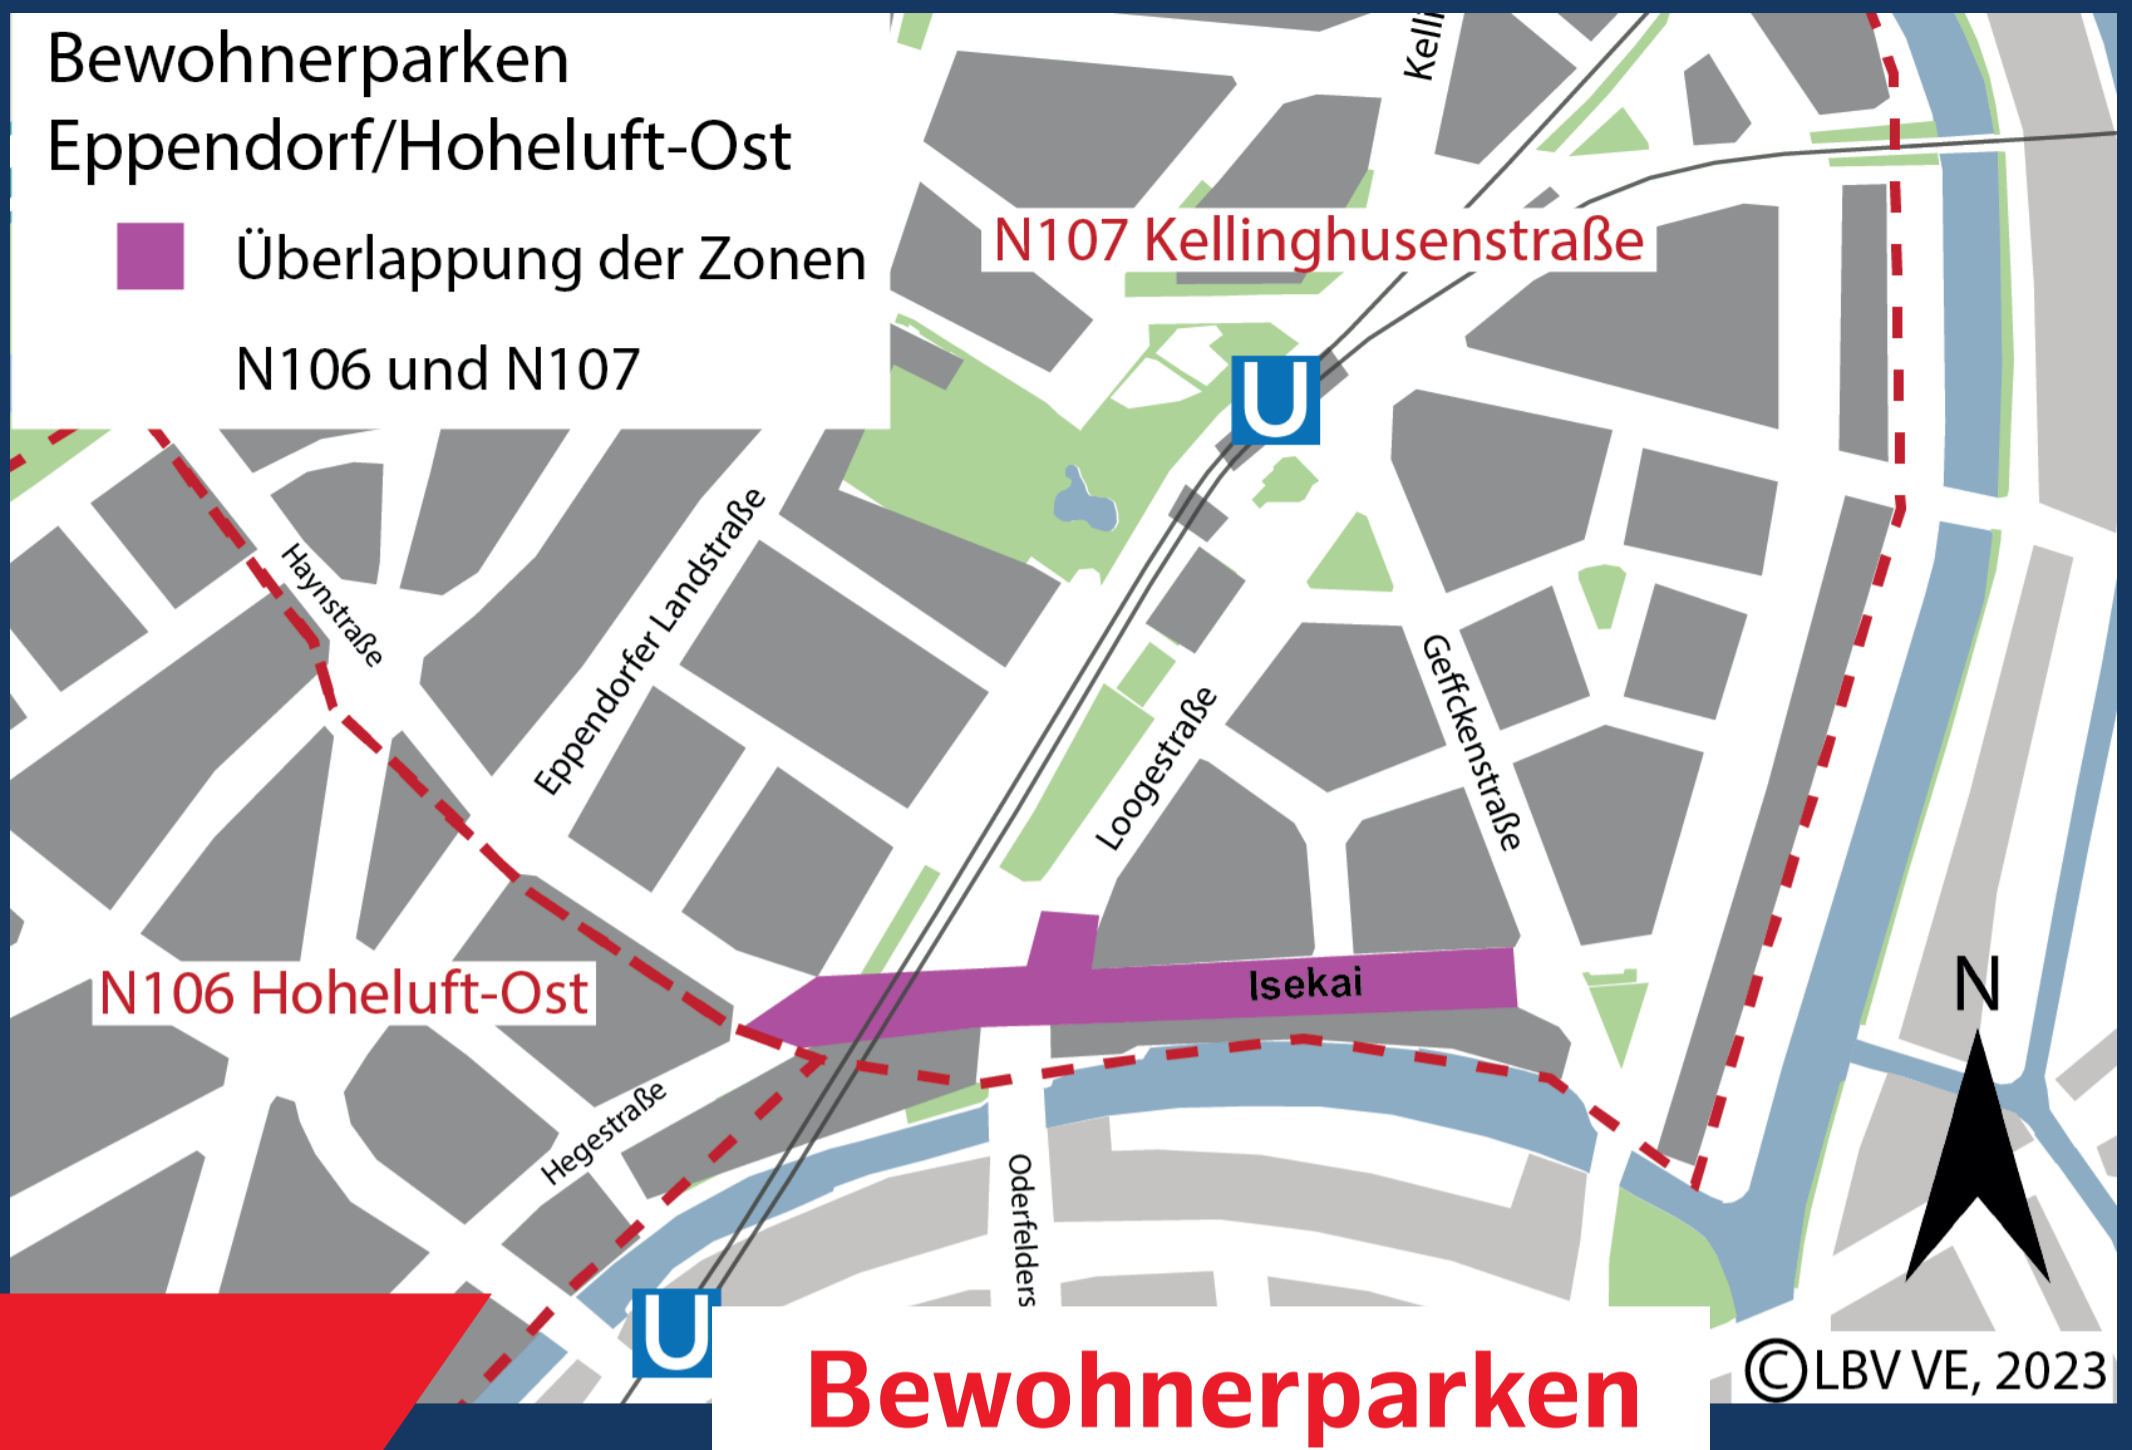 Bewohnerparken
Eppendorf/Hoheluft-Ost
Überlappung der Zonen
N106 und N107
Kelli
N107 Kellinghusenstraße
U
Haynstraße
Eppendorfer Landstraße
Loogestraße
Geffckenstraße
N106 Hoheluft-Ost
Isekai
N
Hegestraße
Oderfelders
U
Bewohnerparken
©LBV VE, 2023